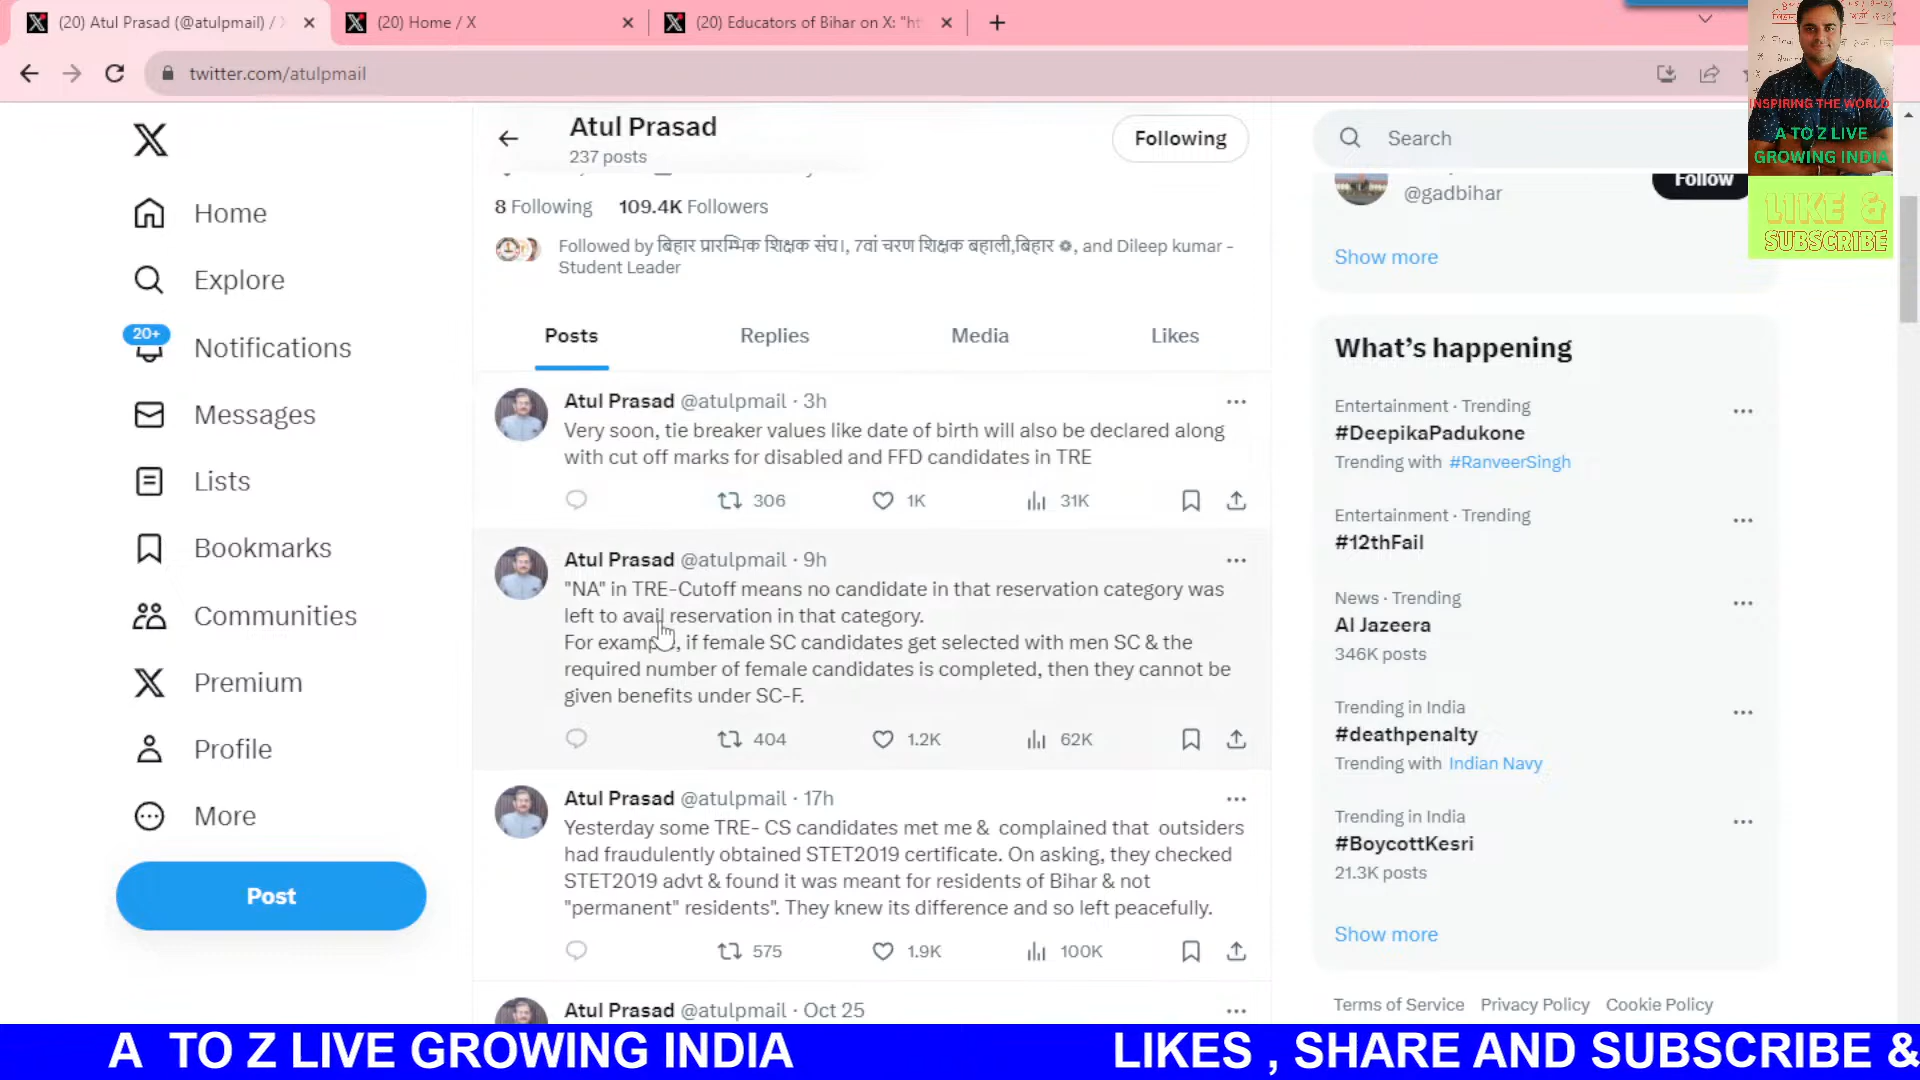 (20) Atul Prasad (@atulpmail) /
(20) Home / X
(20) Educators of Bihar on X: "ht
twitter.com/atulpmail
INSPIRING THE WORLD
A TO Z LIVE
GROWING INDIA
LIKE &
SUBSCRIBE
Home
Explore
20+
Notifications
Messages
Lists
Bookmarks
Communities
Premium
Profile
More
Post
Atul Prasad
237 posts
Following
8 Following 109.4K Followers
Followed by बिहार प्रारम्भिक शिक्षक संघ।, 7वां चरण शिक्षक बहाली,बिहार, and Dileep kumar -
Student Leader
Posts Replies Media Likes
Atul Prasad @atulpmail · 3h
Very soon, tie breaker values like date of birth will also be declared along
with cut off marks for disabled and FFD candidates in TRE
306 1K 31K
Atul Prasad @atulpmail · 9h
"NA" in TRE-Cutoff means no candidate in that reservation category was
left to avail reservation in that category.
For example, if female SC candidates get selected with men SC & the
required number of female candidates is completed, then they cannot be
given benefits under SC-F.
404 1.2K 62K
Atul Prasad @atulpmail · 17h
Yesterday some TRE- CS candidates met me & complained that outsiders
had fraudulently obtained STET2019 certificate. On asking, they checked
STET2019 advt & found it was meant for residents of Bihar & not
"permanent" residents". They knew its difference and so left peacefully.
575 1.9K 100K
Atul Prasad @atulpmail · Oct 25
Search
@gadbihar
Follow
Show more
What's happening
Entertainment · Trending
#DeepikaPadukone
Trending with #RanveerSingh
Entertainment · Trending
#12thFail
News · Trending
Al Jazeera
346K posts
Trending in India
#deathpenalty
Trending with Indian Navy
Trending in India
#BoycottKesri
21.3K posts
Show more
Terms of Service Privacy Policy Cookie Policy
A TO Z LIVE GROWING INDIA
LIKES , SHARE AND SUBSCRIBE &